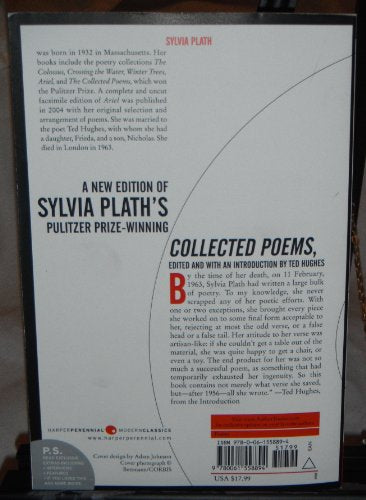 SYLVIA PLATH
was born in 1932 in Massachusetts. Her
books include the poetry collections The
Colossus, Crossing the Water, Winter Trees,
Ariel, and The Collected Poems, which won
the Pulitzer Prize. A complete and uncut
facsimile edition of Ariel was published
in 2004 with her original selection and
arrangement of poems. She was married to
the poet Ted Hughes, with whom she had
a daughter, Frieda, and a son, Nicholas. She
died in London in 1963.
A NEW EDITION OF
SYLVIA PLATH'S
PULITZER PRIZE-WINNING
COLLECTED POEMS,
EDITED AND WITH AN INTRODUCTION BY TED HUGHES
By the time of her death, on 11 February,
1963, Sylvia Plath had written a large bulk
of poetry. To my knowledge, she never
scrapped any of her poetic efforts. With
one or two exceptions, she brought every piece
she worked on to some final form acceptable to
her, rejecting at most the odd verse, or a false
head or a false tail. Her attitude to her verse was
artisan-like: if she couldn't get a table out of the
material, she was quite happy to get a chair, or
even a toy. The end product for her was not so
much a successful poem, as something that had
temporarily exhausted her ingenuity. So this
book contains not merely what verse she saved,
but—after 1956—all she wrote." —Ted Hughes,
from the Introduction
HARPERPERENNIAL MODERNCLASSICS
www.harperperennial.com
Cover design by Adam Johnson
Cover photograph ©
Bettmann/CORBIS
P.S.
ISBN 978-0-06-155889-4
51799
9 780061 558894
USA $17.99